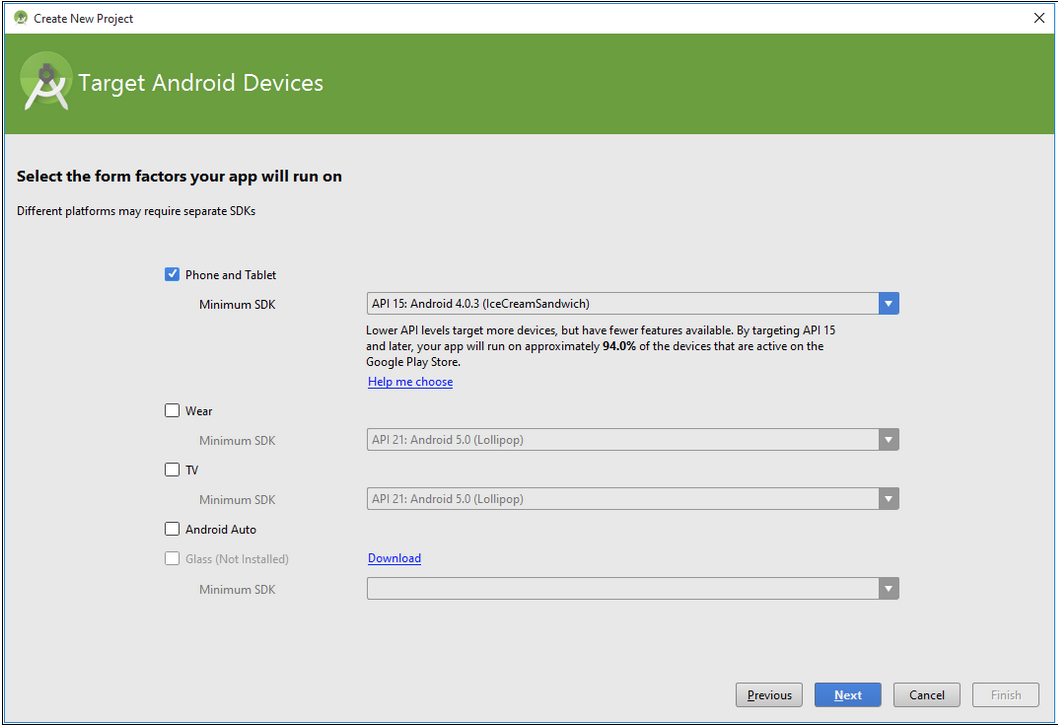 Create New Project
Target Android Devices
Select the form factors your app will run on
Different platforms may require separate SDKs
Phone and Tablet
Minimum SDK
API 15: Android 4.0.3 (IceCreamSandwich)
Lower API levels target more devices, but have fewer features available. By targeting API 15
and later, your app will run on approximately 94.0% of the devices that are active on the
Google Play Store.
Help me choose
Wear
Minimum SDK
API 21: Android 5.0 (Lollipop)
TV
Minimum SDK
API 21: Android 5.0 (Lollipop)
Android Auto
Glass (Not Installed)
Download
Minimum SDK
Previous
Next
Cancel
Finish